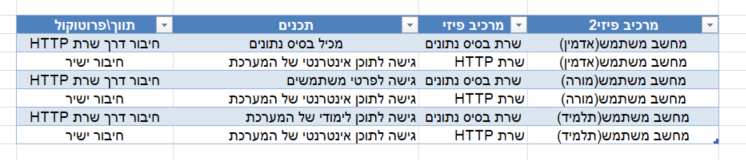 מרכיב פיזי2 מרכיב פיזי תכנים תווך\פרוטוקול
מחשב משתמש(אדמין) שרת בסיס נתונים מכיל בסיס נתונים חיבור דרך שרת HTTP
מחשב משתמש(אדמין) שרת HTTP גישה לתוכן אינטרנטי של המערכת חיבור ישיר
מחשב משתמש(מורה) שרת בסיס נתונים גישה לפרטי משתמשים חיבור דרך שרת HTTP
מחשב משתמש(מורה) שרת HTTP גישה לתוכן אינטרנטי של המערכת חיבור ישיר
מחשב משתמש(תלמיד) שרת בסיס נתונים גישה לתוכן לימודי של המערכת חיבור דרך שרת HTTP
מחשב משתמש(תלמיד) שרת HTTP גישה לתוכן אינטרנטי של המערכת חיבור ישיר